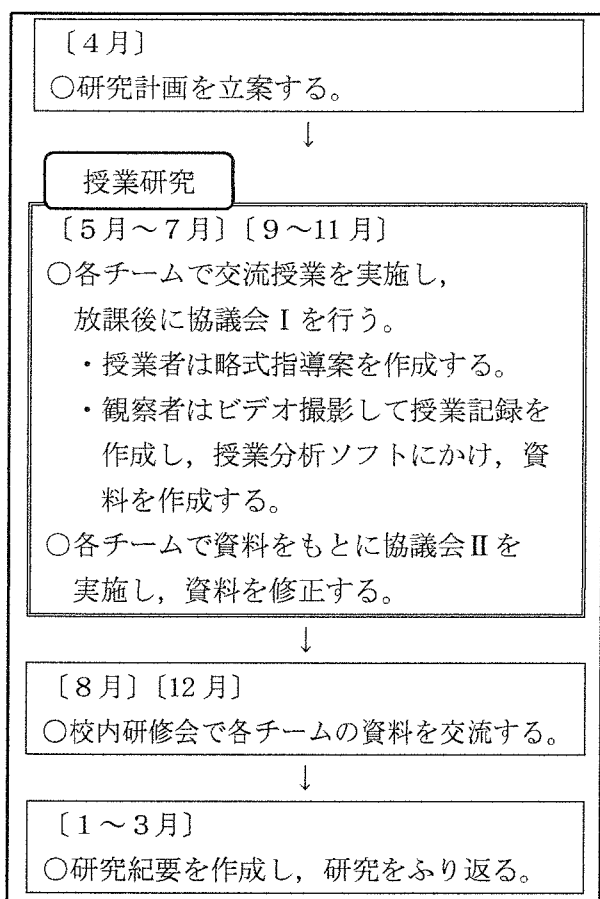 〔４月〕
○研究計画を立案する。
↓
授業研究
〔５月～７月〕〔９～11月〕
○各チームで交流授業を実施し，
放課後に協議会Ⅰを行う。
・授業者は略式指導案を作成する。
・観察者はビデオ撮影して授業記録を
作成し，授業分析ソフトにかけ，資
料を作成する。
○各チームで資料をもとに協議会Ⅱを
実施し，資料を修正する。
↓
〔８月〕〔12月〕
○校内研修会で各チームの資料を交流する。
↓
〔１～３月〕
○研究紀要を作成し，研究をふり返る。